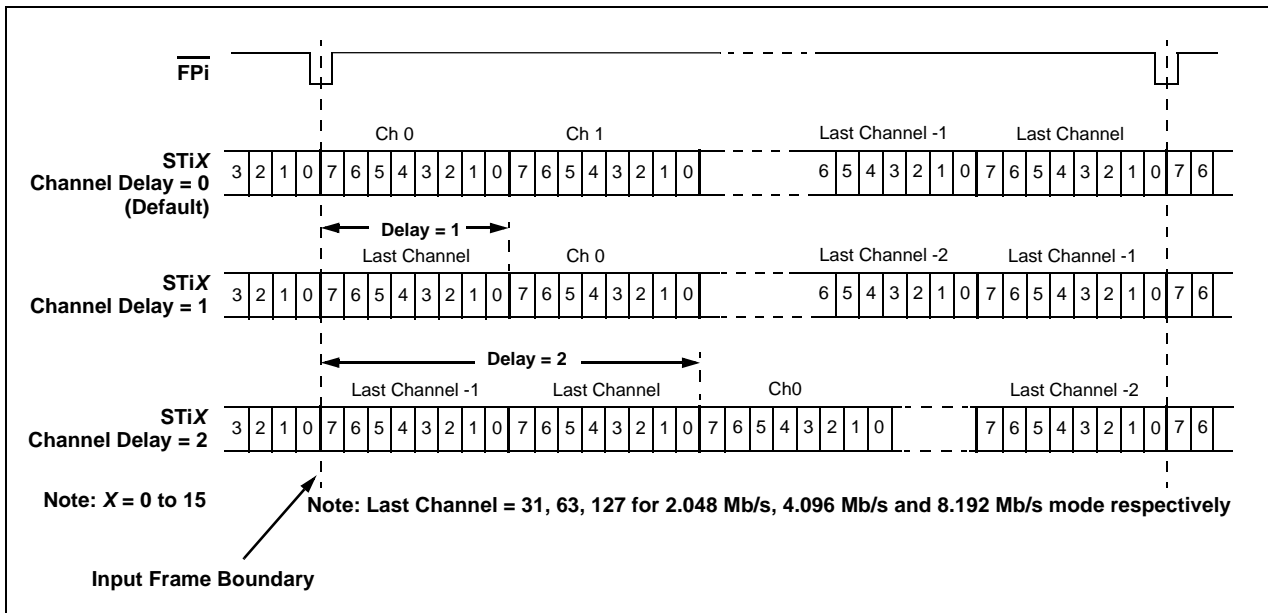 FPi
Ch 0 Ch 1 Last Channel -1 Last Channel
STiX
Channel Delay = 0
(Default)
3 2 1 0 7 6 5 4 3 2 1 0 7 6 5 4 3 2 1 0 6 5 4 3 2 1 0 7 6 5 4 3 2 1 0 7 6
Delay = 1
Last Channel Ch 0 Last Channel -2 Last Channel -1
STiX
Channel Delay = 1
3 2 1 0 7 6 5 4 3 2 1 0 7 6 5 4 3 2 1 0 6 5 4 3 2 1 0 7 6 5 4 3 2 1 0 7 6
Delay = 2
Last Channel -1 Last Channel Ch0 Last Channel -2
STiX
Channel Delay = 2
3 2 1 0 7 6 5 4 3 2 1 0 7 6 5 4 3 2 1 0 7 6 5 4 3 2 1 0 7 6 5 4 3 2 1 0 7 6
Note: X = 0 to 15
Note: Last Channel = 31, 63, 127 for 2.048 Mb/s, 4.096 Mb/s and 8.192 Mb/s mode respectively
Input Frame Boundary